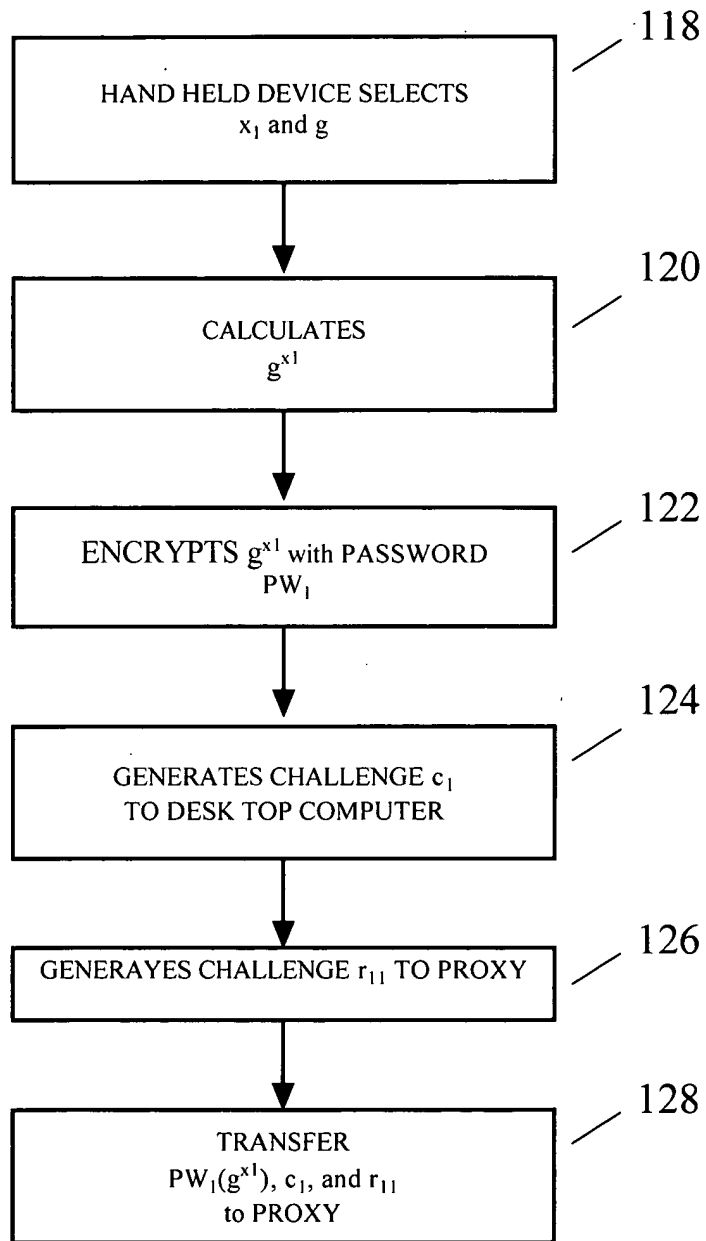 118
HAND HELD DEVICE SELECTS
x₁ and g
120
CALCULATES
gˣ¹
122
ENCRYPTS gˣ¹ with PASSWORD
PW₁
124
GENERATES CHALLENGE c₁
TO DESK TOP COMPUTER
126
GENERAYES CHALLENGE r₁₁ TO PROXY
128
TRANSFER
PW₁(gˣ¹), c₁, and r₁₁
to PROXY